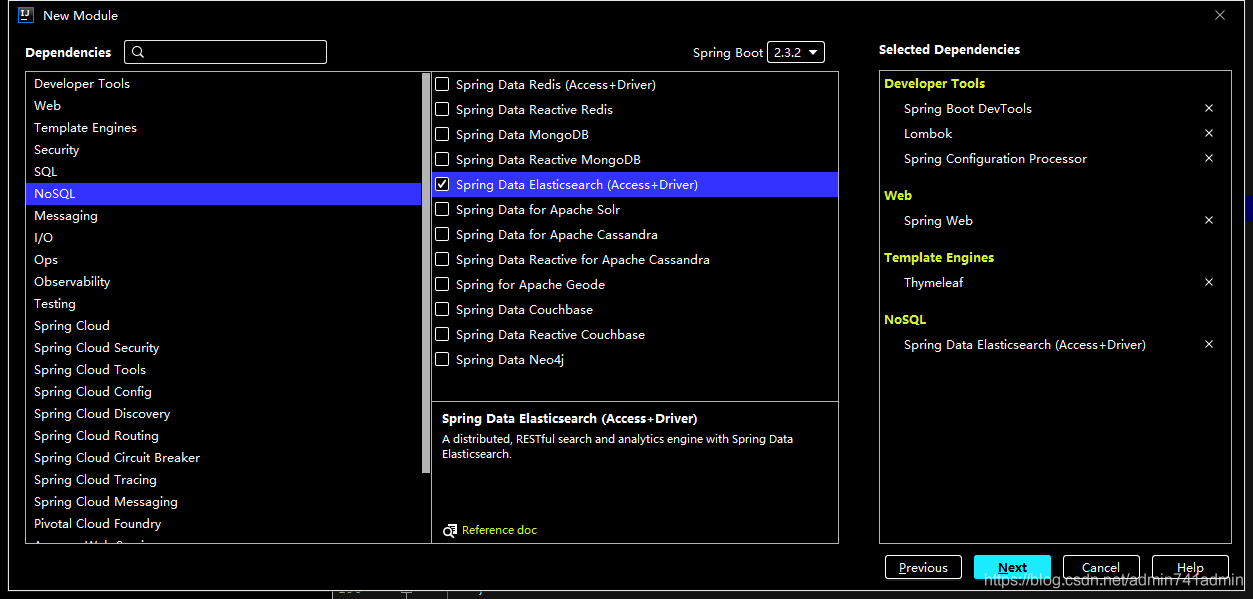 New Module
Dependencies
Spring Boot 2.3.2
Developer Tools
Web
Template Engines
Security
SQL
NoSQL
Messaging
I/O
Ops
Observability
Testing
Spring Cloud
Spring Cloud Security
Spring Cloud Tools
Spring Cloud Config
Spring Cloud Discovery
Spring Cloud Routing
Spring Cloud Circuit Breaker
Spring Cloud Tracing
Spring Cloud Messaging
Pivotal Cloud Foundry
Spring Data Redis (Access+Driver)
Spring Data Reactive Redis
Spring Data MongoDB
Spring Data Reactive MongoDB
Spring Data Elasticsearch (Access+Driver)
Spring Data for Apache Solr
Spring Data for Apache Cassandra
Spring Data Reactive for Apache Cassandra
Spring for Apache Geode
Spring Data Couchbase
Spring Data Reactive Couchbase
Spring Data Neo4j
Spring Data Elasticsearch (Access+Driver)
A distributed, RESTful search and analytics engine with Spring Data
Elasticsearch.
Reference doc
Selected Dependencies
Developer Tools
Spring Boot DevTools
Lombok
Spring Configuration Processor
Web
Spring Web
Template Engines
Thymeleaf
NoSQL
Spring Data Elasticsearch (Access+Driver)
Previous
Next
Cancel
Help
https://blog.csdn.net/admin741admin